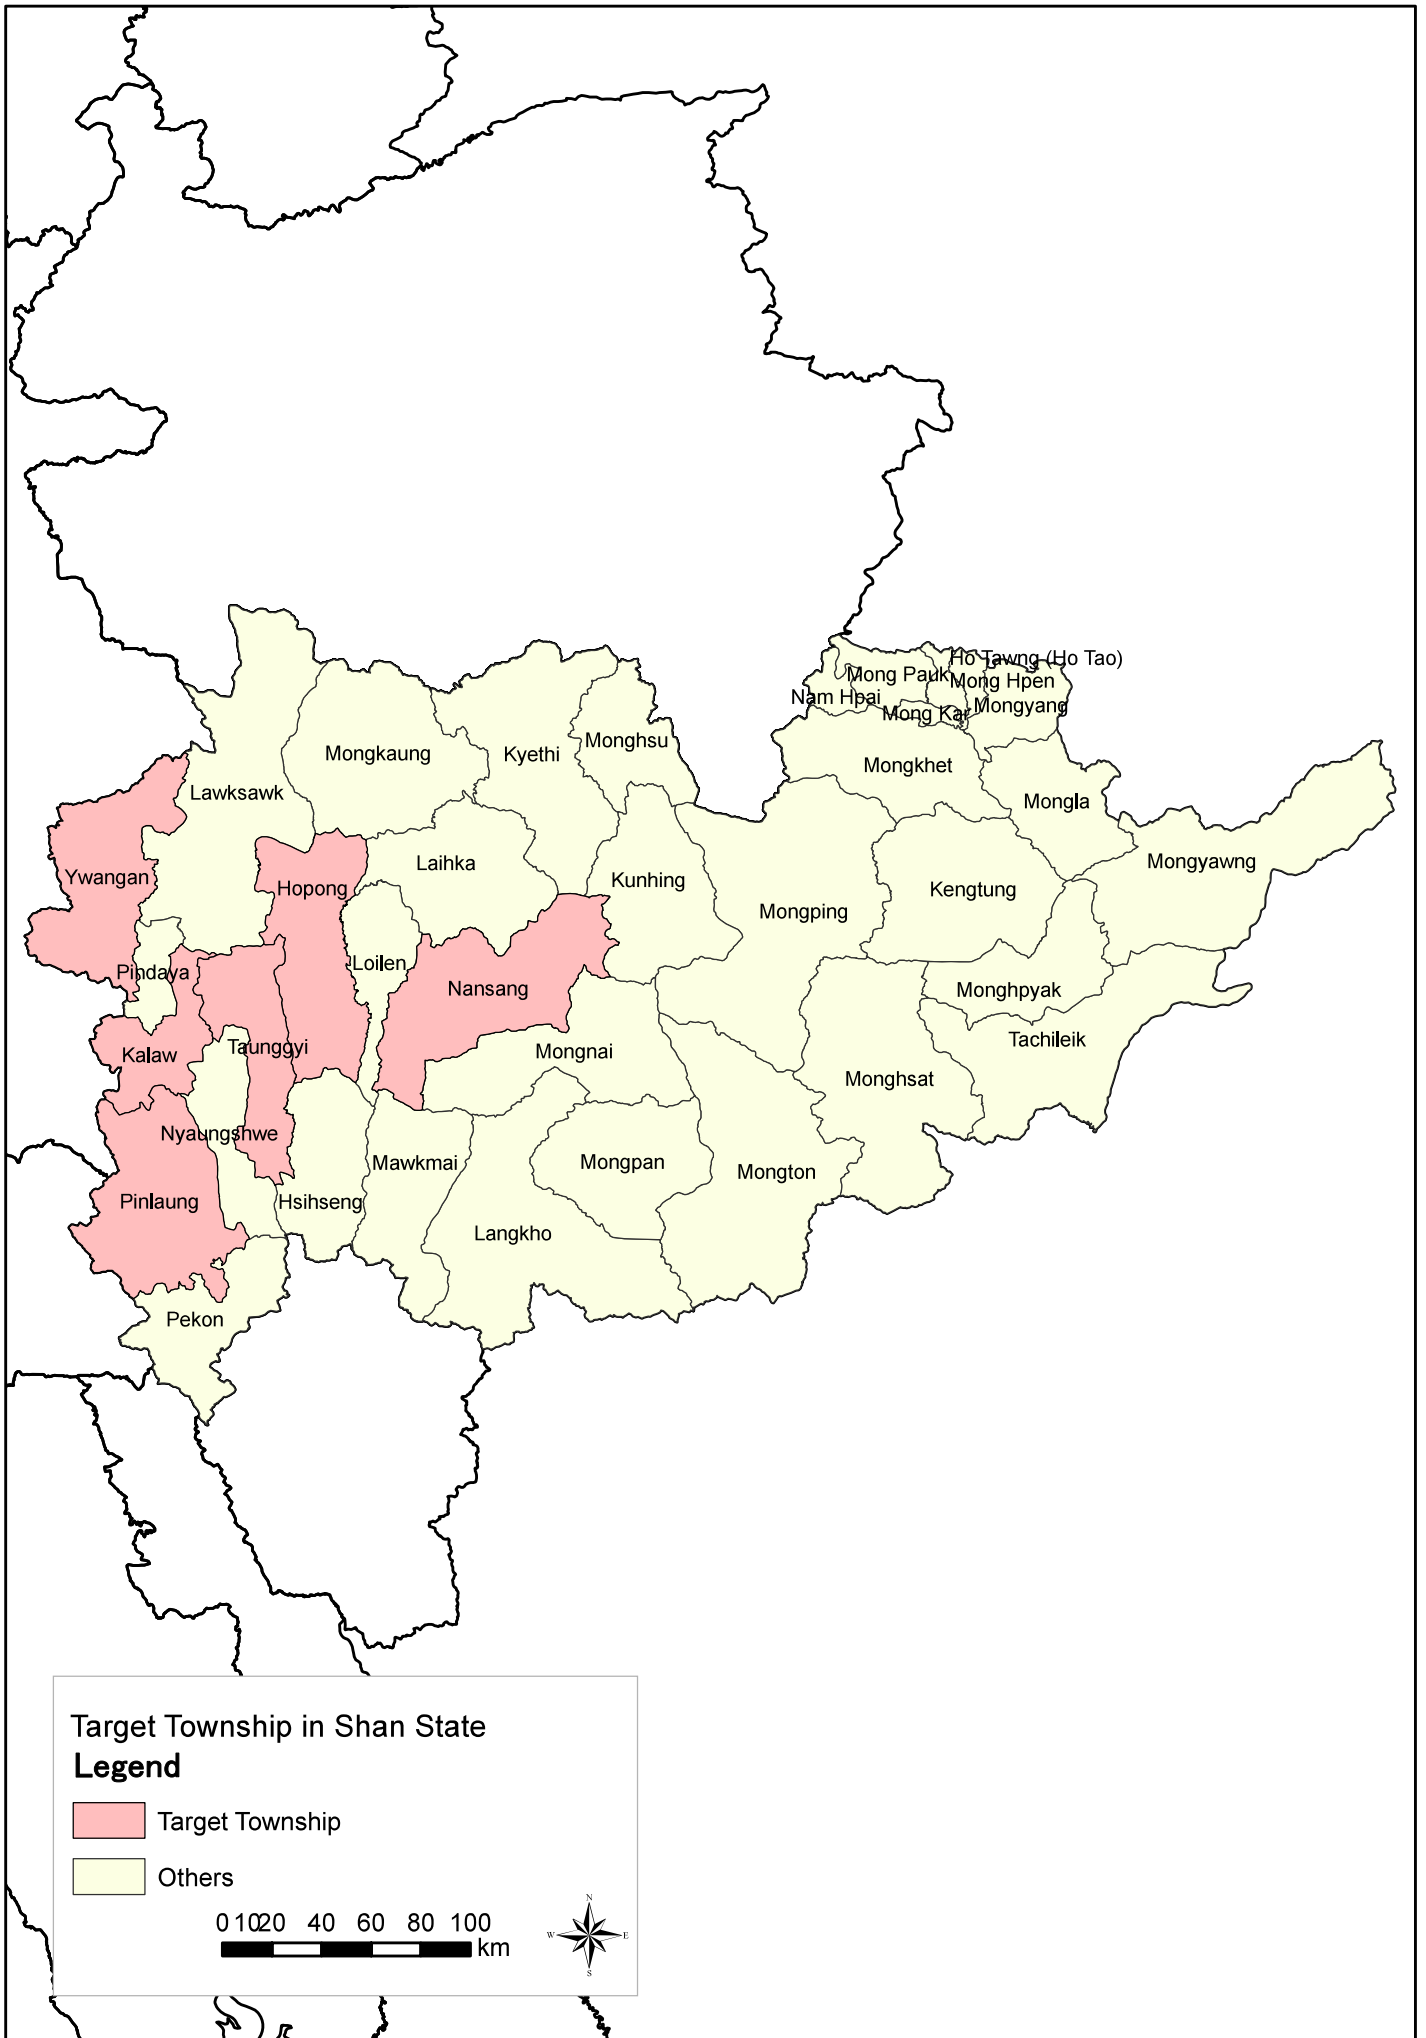 Ho Tawng (Ho Tao)
Mong Pauk
Mong Hpen
Nam Hpai
Mongyang
Mong Kar
Monghsu
Mongkaung
Kyethi
Mongkhet
Lawksawk
Mongla
Laihka
Mongyawng
Ywangan
Hopong
Kunhing
Kengtung
Mongping
Pindaya
Loilen
Nansang
Monghpyak
Tachileik
Taunggyi
Kalaw
Mongnai
Monghsat
Nyaungshwe
Mawkmai
Mongpan
Mongton
Pinlaung
Hsihseng
Langkho
Pekon
Target Township in Shan State
Legend
Target Township
Others
0 10 20 40 60 80 100
km
N
W E
S